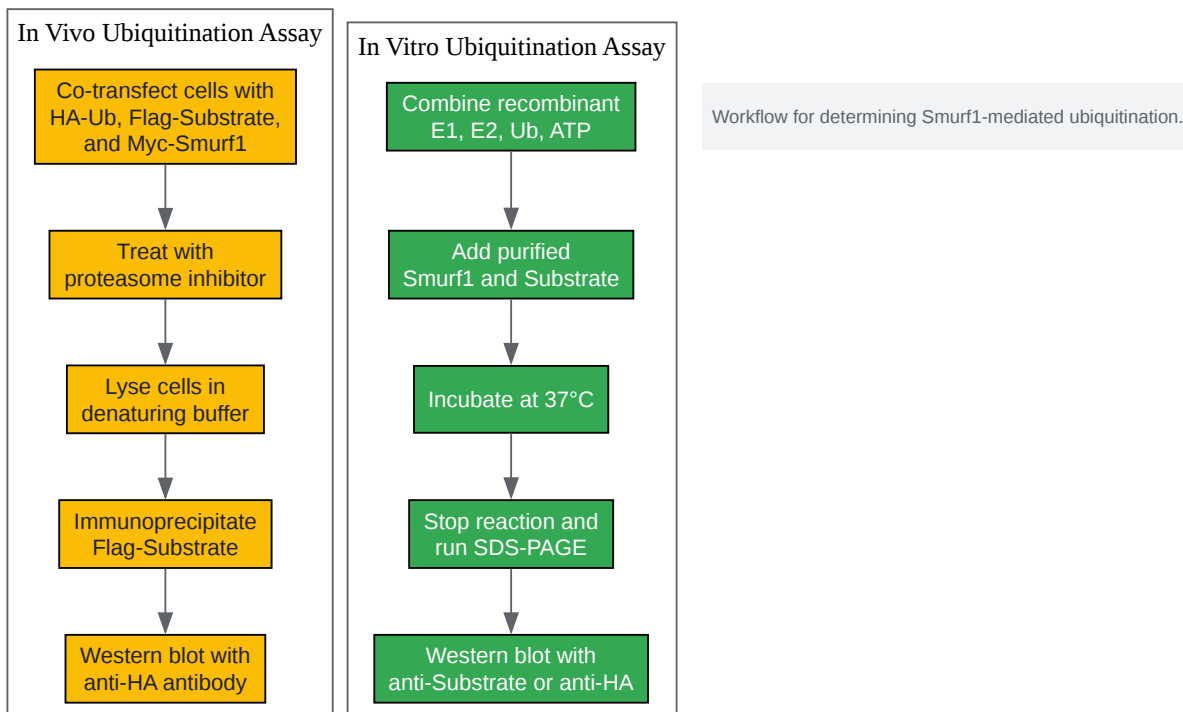 In Vivo Ubiquitination Assay
Co-transfect cells with
HA-Ub, Flag-Substrate,
and Myc-Smurf1
Treat with
proteasome inhibitor
Lyse cells in
denaturing buffer
Immunoprecipitate
Flag-Substrate
Western blot with
anti-HA antibody
In Vitro Ubiquitination Assay
Combine recombinant
E1, E2, Ub, ATP
Add purified
Smurf1 and Substrate
Incubate at 37°C
Stop reaction and
run SDS-PAGE
Western blot with
anti-Substrate or anti-HA
Workflow for determining Smurf1-mediated ubiquitination.